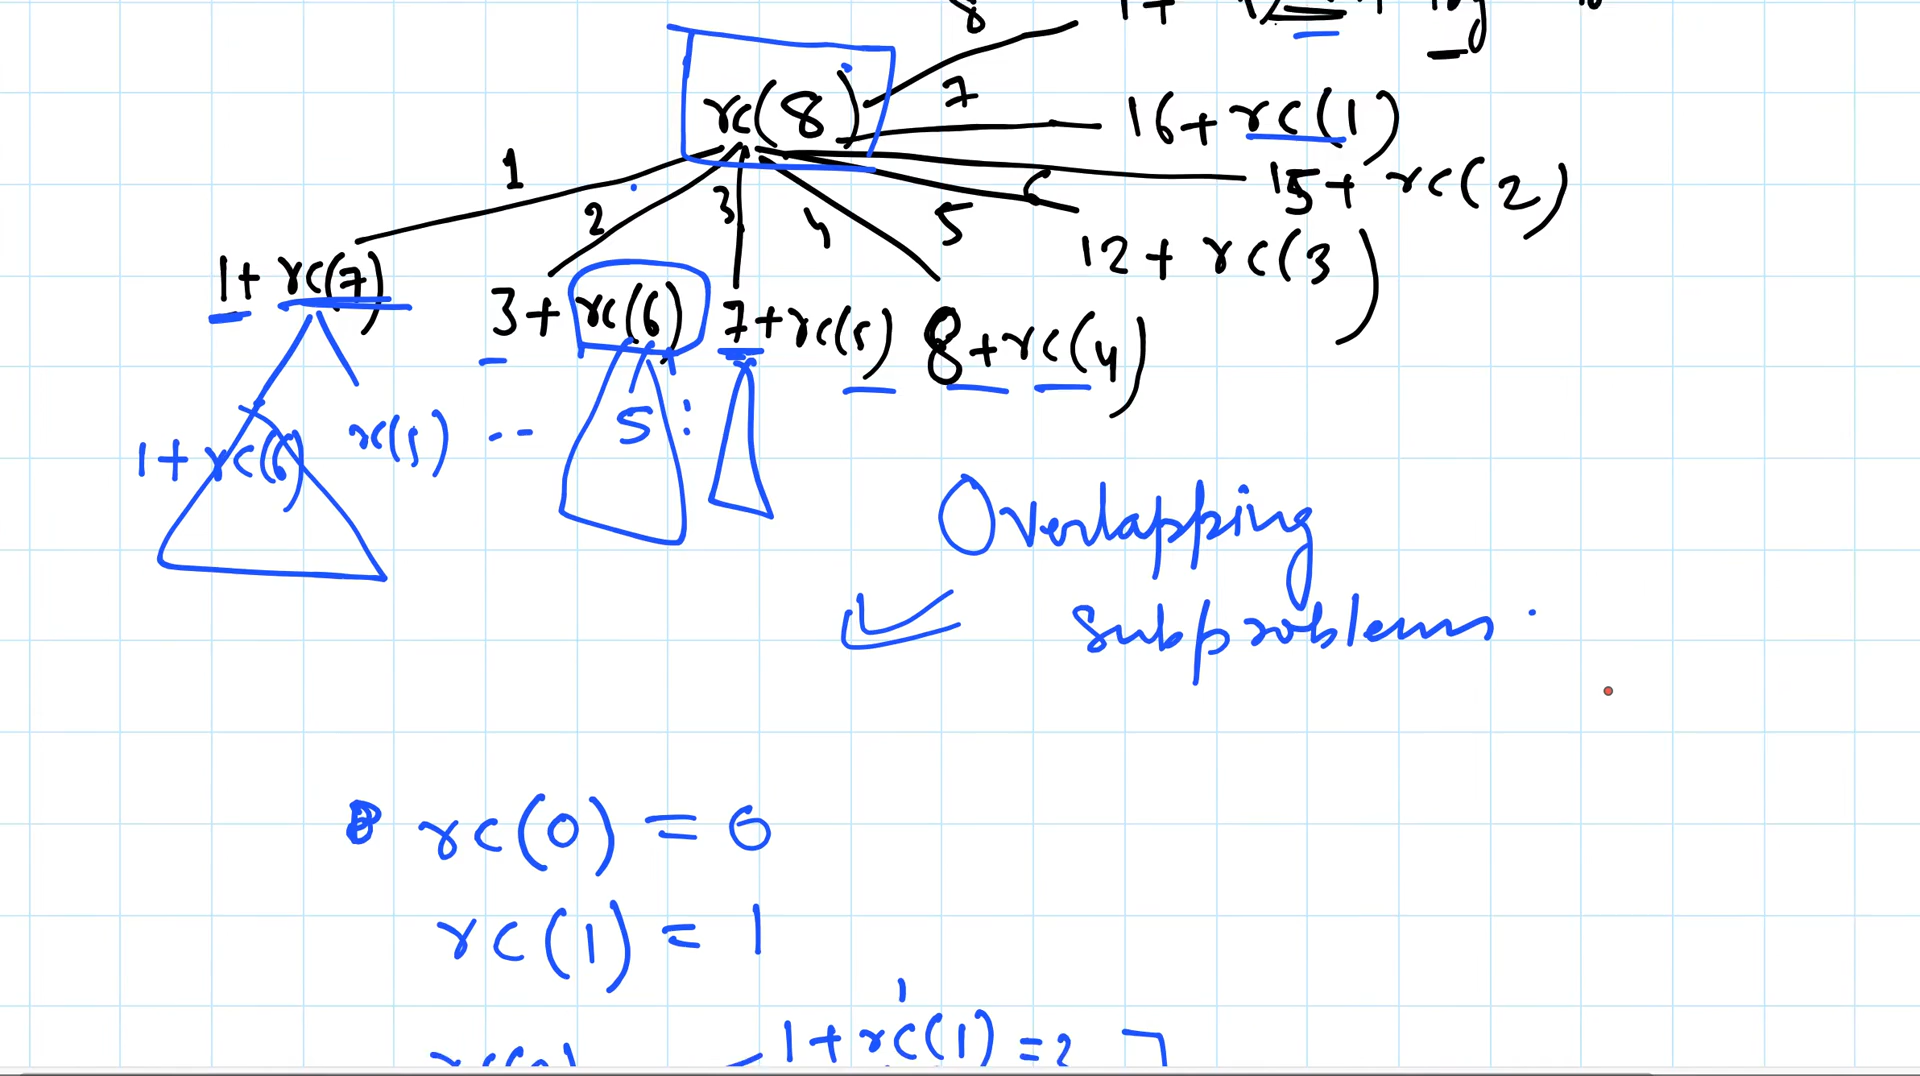 rc(8)
8
7
16+ rc(1)
1
2
3
4
5
6
15+ rc(2)
12+ rc(3)
1+ rc(7)
3+ rc(6)
7+rc(5)
8+rc(4)
1+ rc(6) rc(5) -- 5 :
Overlapping
subproblems.
rc(0) = 0
rc(1) = 1
1
1+rc(1) =2